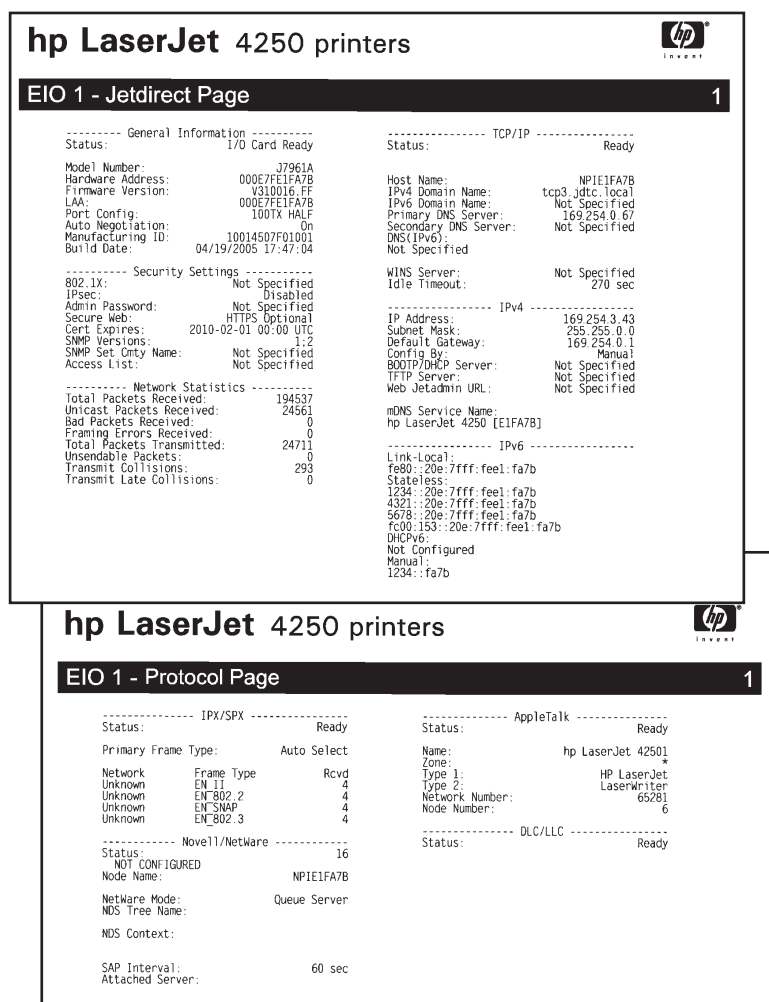 hp LaserJet 4250 printers
hp
invent
EIO 1 - Jetdirect Page 1
--------- General Information ----------
Status: I/O Card Ready
Model Number: J7961A
Hardware Address: 000E7FE1FA7B
Firmware Version: V310016.FF
LAA: 000E7FE1FA7B
Port Config: 100TX HALF
Auto Negotiation: On
Manufacturing ID: 10014507F01001
Build Date: 04/19/2005 17:47:04
---------- Security Settings -----------
802.1X: Not Specified
IPsec: Disabled
Admin Password: Not Specified
Secure Web: HTTPS Optional
Cert Expires: 2010-02-01 00:00 UTC
SNMP Versions: 1;2
SNMP Set Cmty Name: Not Specified
Access List: Not Specified
---------- Network Statistics ----------
Total Packets Received: 194537
Unicast Packets Received: 24561
Bad Packets Received: 0
Framing Errors Received: 0
Total Packets Transmitted: 24711
Unsendable Packets: 0
Transmit Collisions: 293
Transmit Late Collisions: 0
---------------- TCP/IP ----------------
Status: Ready
Host Name: NPIE1FA7B
IPv4 Domain Name: tcp3.jdtc.local
IPv6 Domain Name: Not Specified
Primary DNS Server: 169.254.0.67
Secondary DNS Server: Not Specified
DNS(IPv6):
Not Specified
WINS Server: Not Specified
Idle Timeout: 270 sec
----------------- IPv4 -----------------
IP Address: 169.254.3.43
Subnet Mask: 255.255.0.0
Default Gateway: 169.254.0.1
Config By: Manual
BOOTP/DHCP Server: Not Specified
TFTP Server: Not Specified
Web Jetadmin URL: Not Specified
mDNS Service Name:
hp LaserJet 4250 [E1FA7B]
----------------- IPv6 -----------------
Link-Local:
fe80::20e:7fff:fee1:fa7b
Stateless:
1234::20e:7fff:fee1:fa7b
4321::20e:7fff:fee1:fa7b
5678::20e:7fff:fee1:fa7b
fc00:153::20e:7fff:fee1:fa7b
DHCPv6:
Not Configured
Manual:
1234::fa7b
hp LaserJet 4250 printers
hp
invent
EIO 1 - Protocol Page 1
--------------- IPX/SPX ----------------
Status: Ready
Primary Frame Type: Auto Select
Network Frame Type Rcvd
Unknown EN_II 4
Unknown EN_802.2 4
Unknown EN_SNAP 4
Unknown EN_802.3 4
------------ Novell/NetWare ------------
Status: 16
NOT CONFIGURED
Node Name: NPIE1FA7B
NetWare Mode: Queue Server
NDS Tree Name:
NDS Context:
SAP Interval: 60 sec
Attached Server:
-------------- AppleTalk ---------------
Status: Ready
Name: hp LaserJet 42501
Zone: *
Type 1: HP LaserJet
Type 2: LaserWriter
Network Number: 65281
Node Number: 6
--------------- DLC/LLC ----------------
Status: Ready